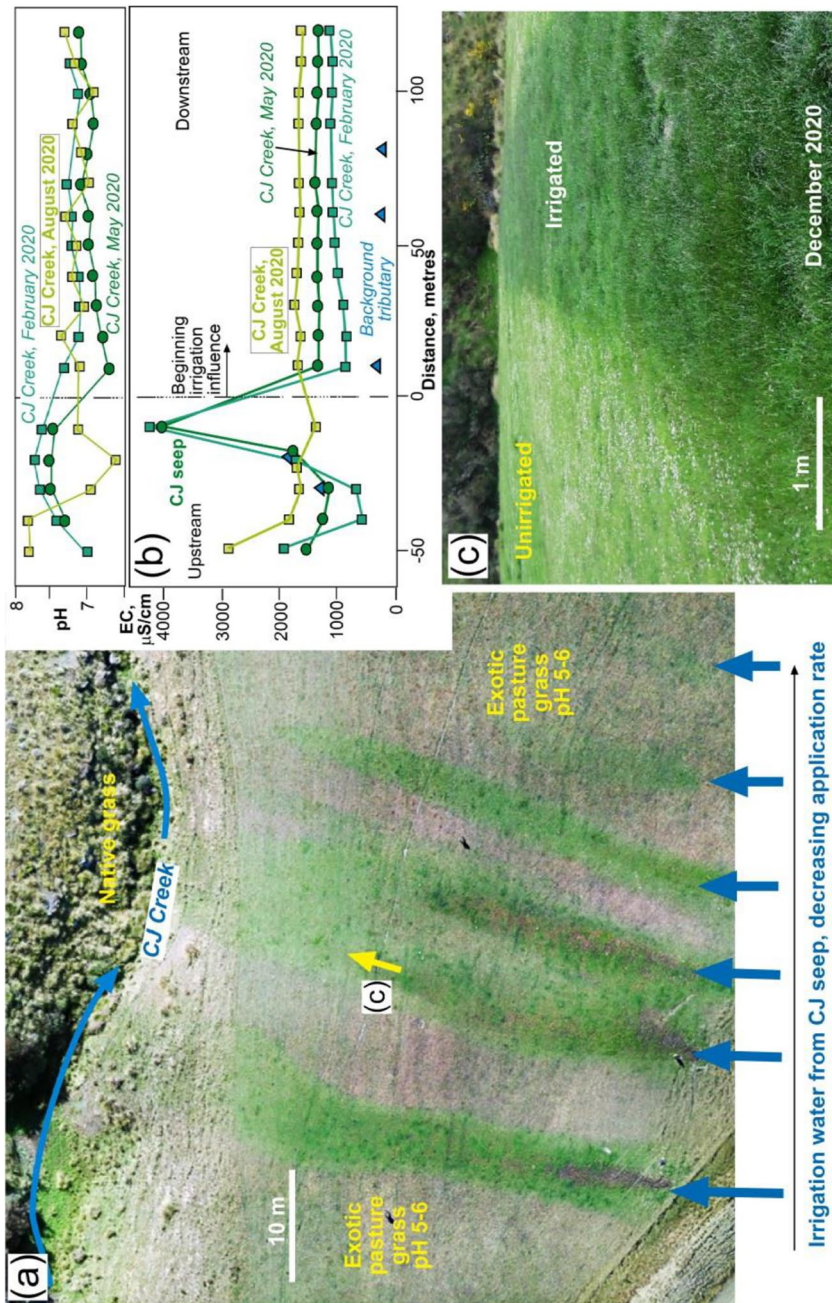 (a)
CJ Creek
Native grass
10 m
Exotic
pasture
grass
pH 5-6
(c)
Exotic
pasture
grass
pH 5-6
Irrigation water from CJ seep, decreasing application rate
8
pH
7
CJ Creek, February 2020
CJ Creek, August 2020
CJ Creek, May 2020
(b)
EC,
µS/cm
4000
3000
2000
1000
0
Upstream
CJ seep
Beginning
irrigation
influence
Downstream
CJ Creek,
August 2020
CJ Creek, May 2020
CJ Creek, February 2020
Background
tributary
-50
0
50
100
Distance, metres
(c)
Unirrigated
Irrigated
1 m
December 2020